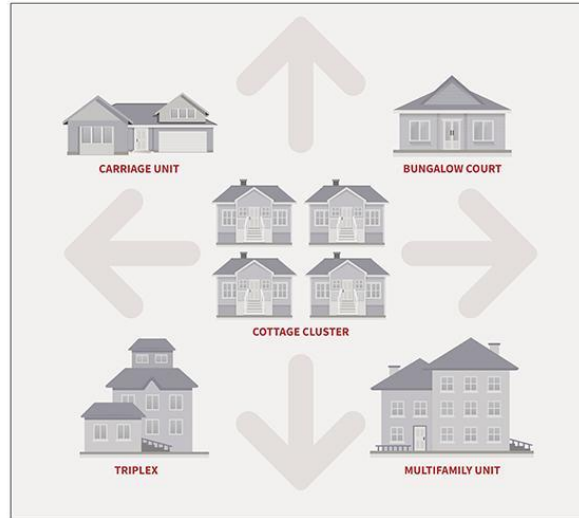 CARRIAGE UNIT
BUNGALOW COURT
COTTAGE CLUSTER
TRIPLEX
MULTIFAMILY UNIT